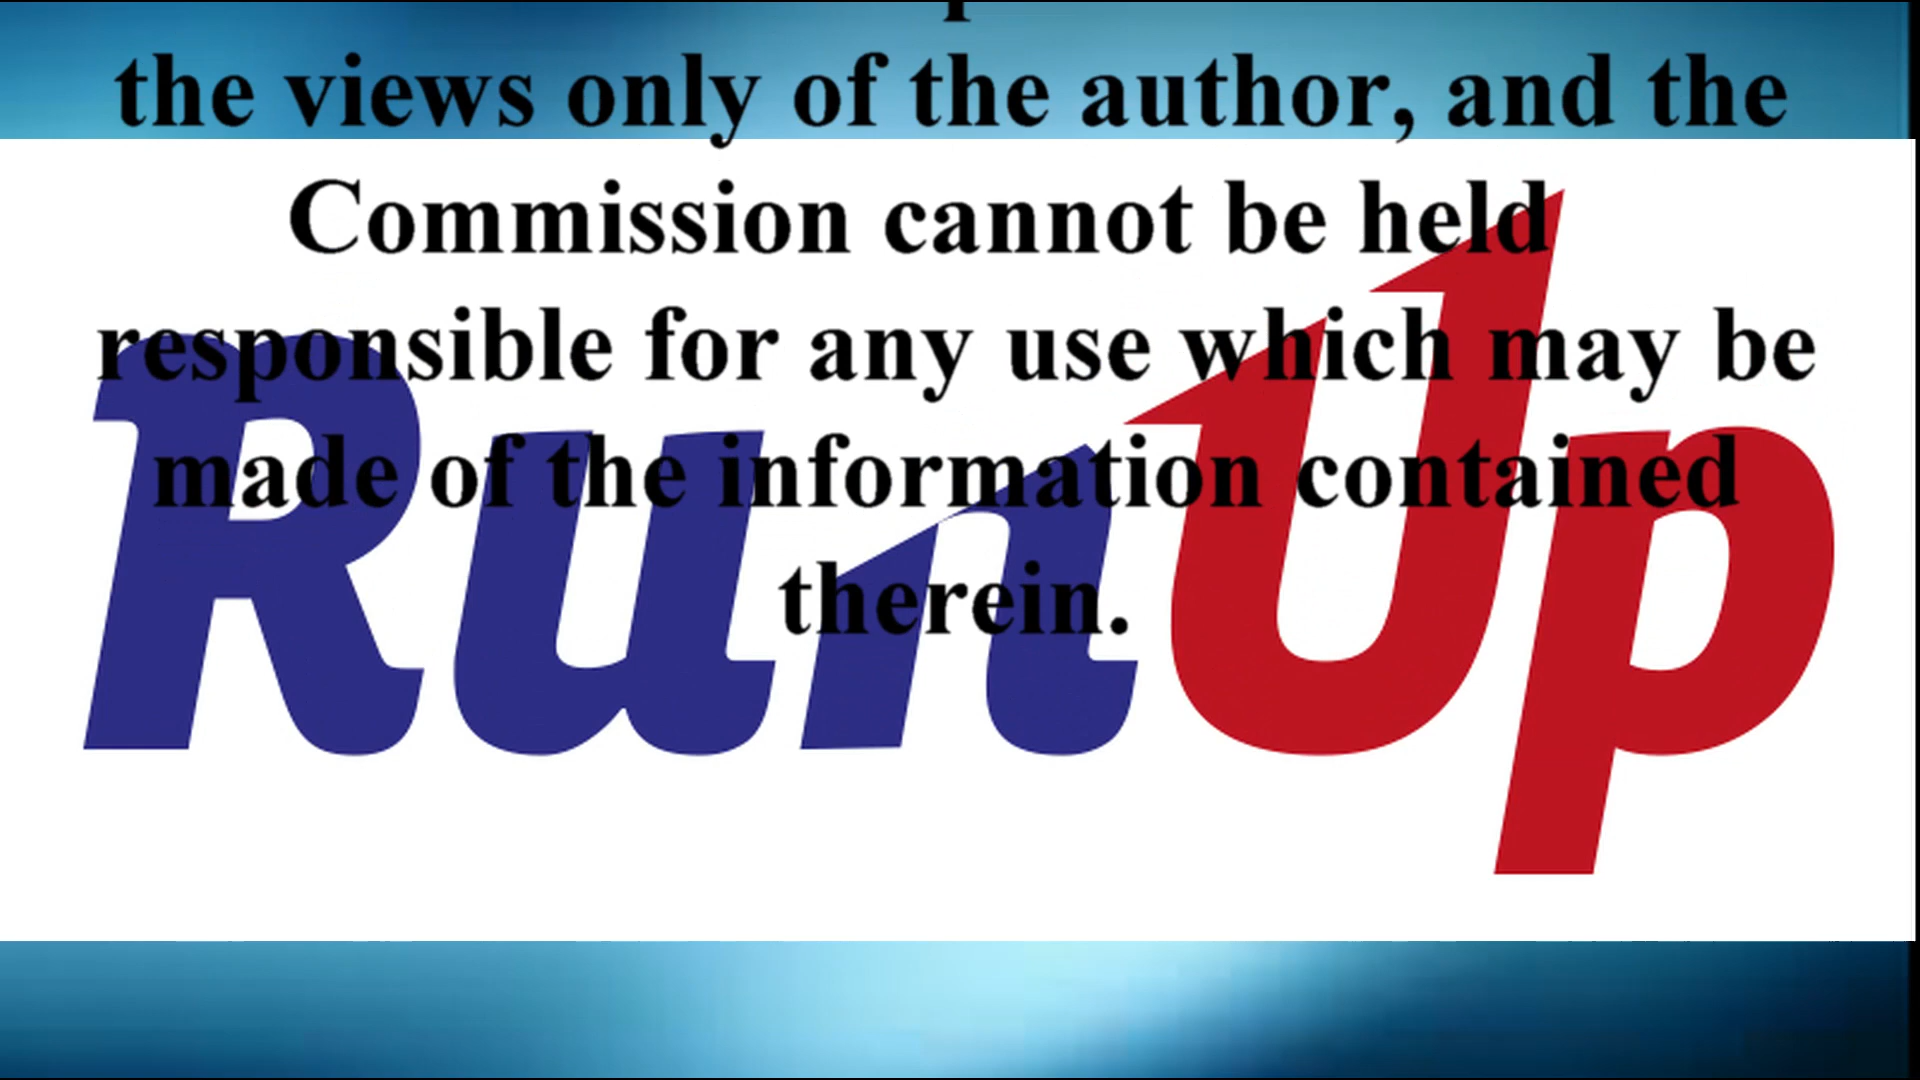 the views only of the author, and the
Commission cannot be held
responsible for any use which may be
made of the information contained
therein.
RunUp